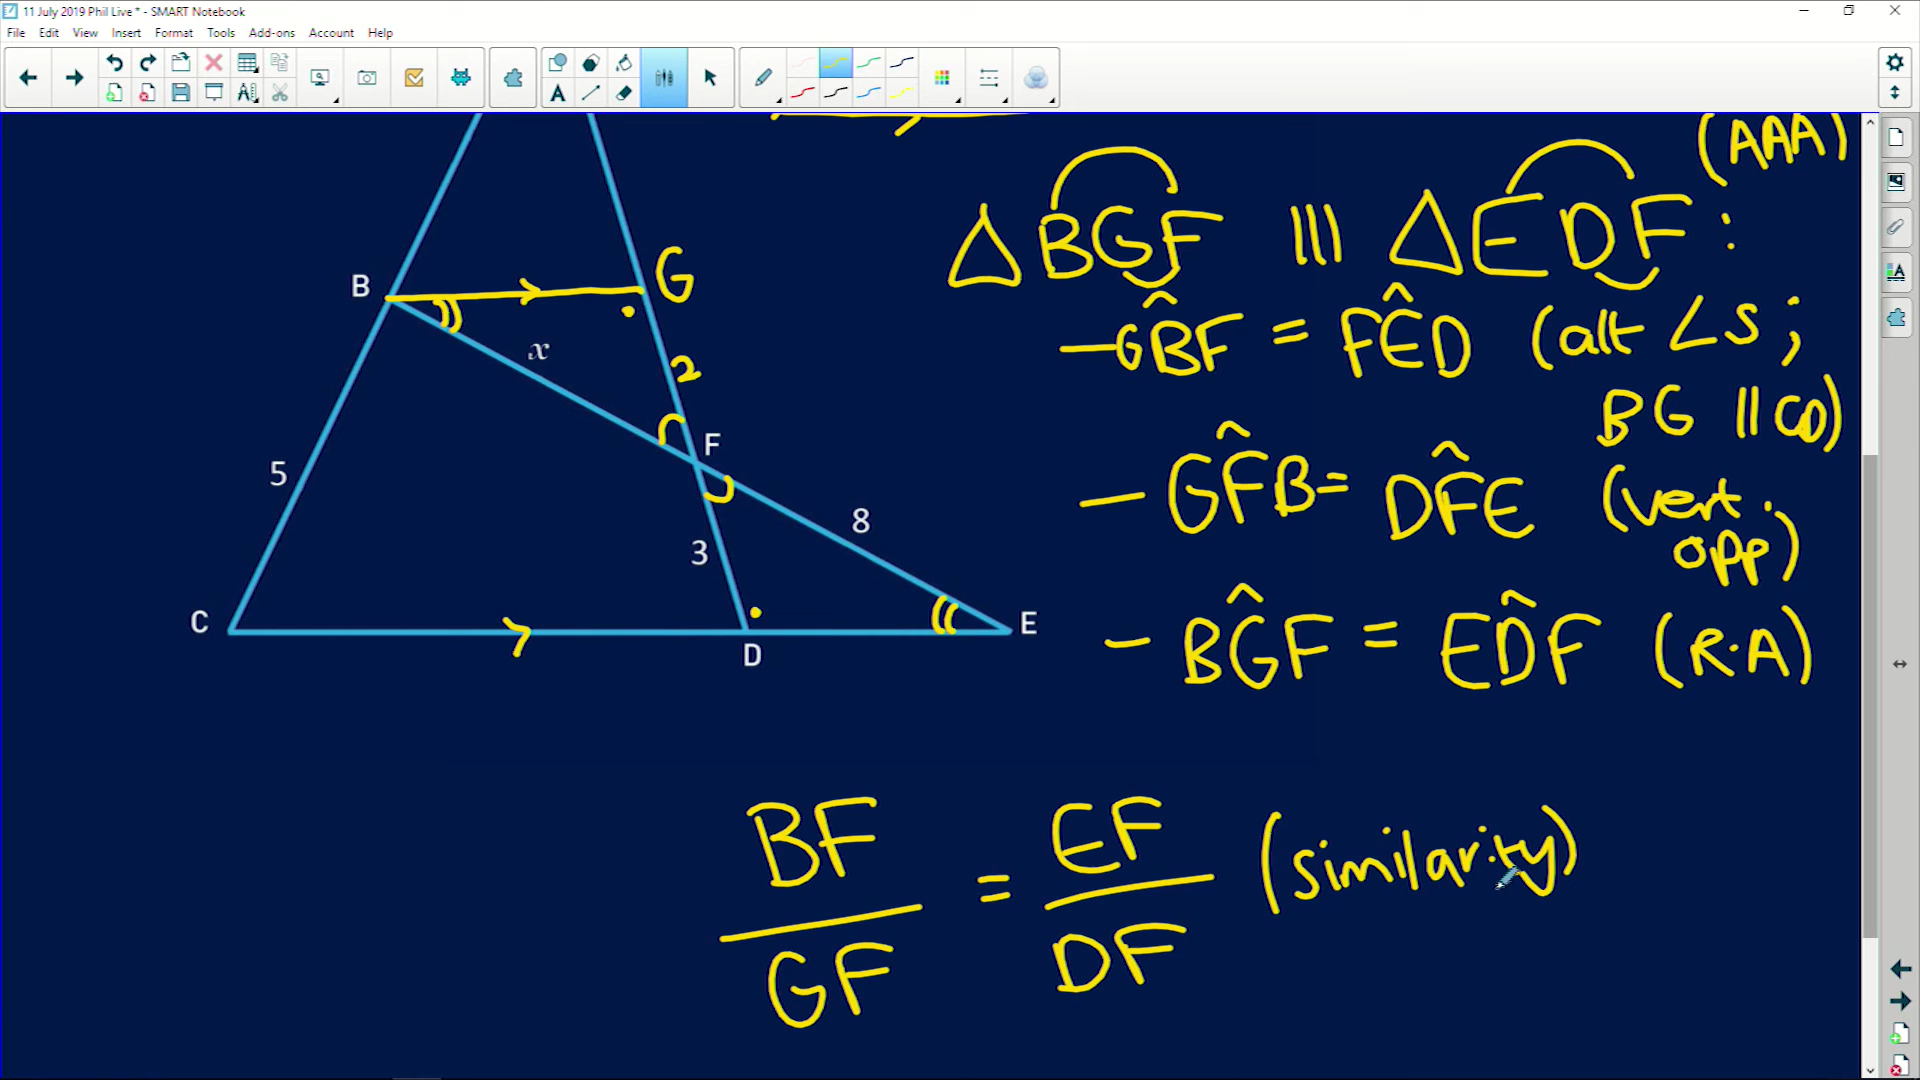 11 July 2019 Phil Live * - SMART Notebook
File Edit View Insert Format Tools Add-ons Account Help
(AAA)
△BGF ||| △EDF :
B
G
x
2
F
5
8
3
C
D
E
- GB̂F = FÊD (alt ∠s ;
BG || CD)
- GF̂B = DF̂E (vert.
opp)
- BĜF = ED̂F (R.A)
BF = EF (similarity)
GF DF